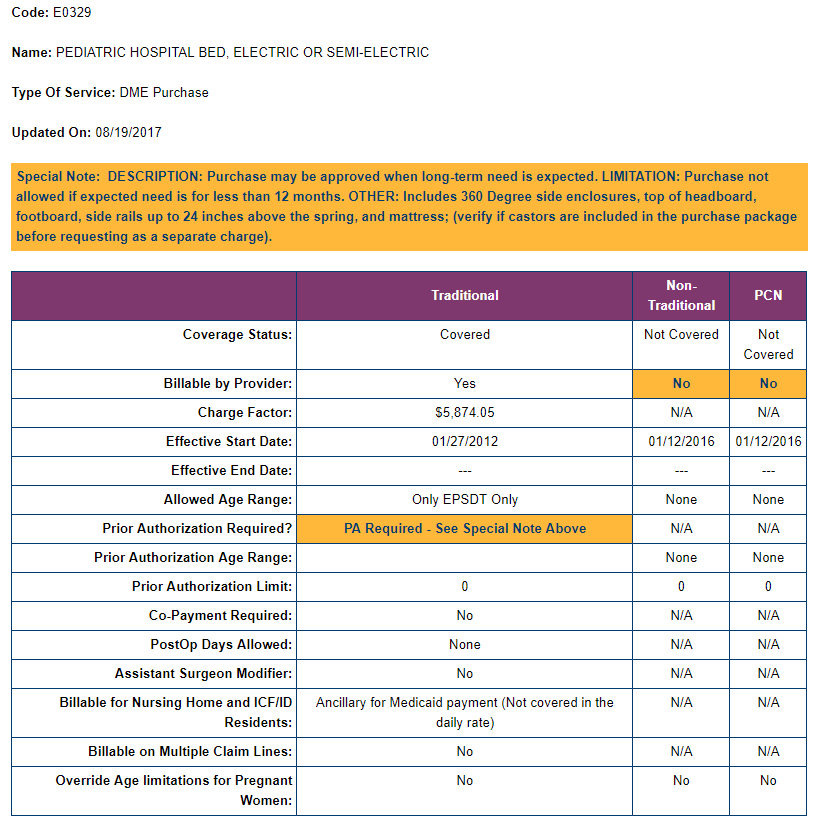 Code: E0329
Name: PEDIATRIC HOSPITAL BED, ELECTRIC OR SEMI-ELECTRIC
Type Of Service: DME Purchase
Updated On: 08/19/2017
Special Note:  DESCRIPTION: Purchase may be approved when long-term need is expected. LIMITATION: Purchase not
allowed if expected need is for less than 12 months. OTHER: Includes 360 Degree side enclosures, top of headboard,
footboard, side rails up to 24 inches above the spring, and mattress; (verify if castors are included in the purchase package
before requesting as a separate charge).
Traditional Non- PCN
Traditional
Coverage Status: Covered Not Covered Not
Covered
Billable by Provider: Yes No No
Charge Factor: $5,874.05 N/A N/A
Effective Start Date: 01/27/2012 01/12/2016 01/12/2016
Effective End Date: --- --- ---
Allowed Age Range: Only EPSDT Only None None
Prior Authorization Required? PA Required - See Special Note Above N/A N/A
Prior Authorization Age Range: None None
Prior Authorization Limit: 0 0 0
Co-Payment Required: No N/A N/A
PostOp Days Allowed: None N/A N/A
Assistant Surgeon Modifier: No N/A N/A
Billable for Nursing Home and ICF/ID Ancillary for Medicaid payment (Not covered in the N/A N/A
Residents: daily rate)
Billable on Multiple Claim Lines: No N/A N/A
Override Age limitations for Pregnant No No No
Women: